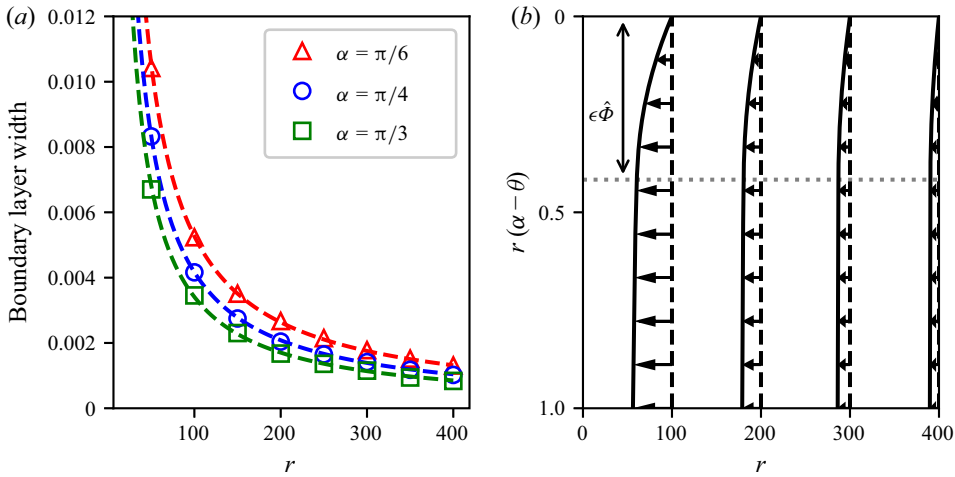 (a)
Boundary layer width
0.012
0.010
0.008
0.006
0.004
0.002
0
α = π/6
α = π/4
α = π/3
100 200 300 400
r
(b)
r (α − θ)
0
0.5
1.0
ϵΦ̂
0 100 200 300 400
r